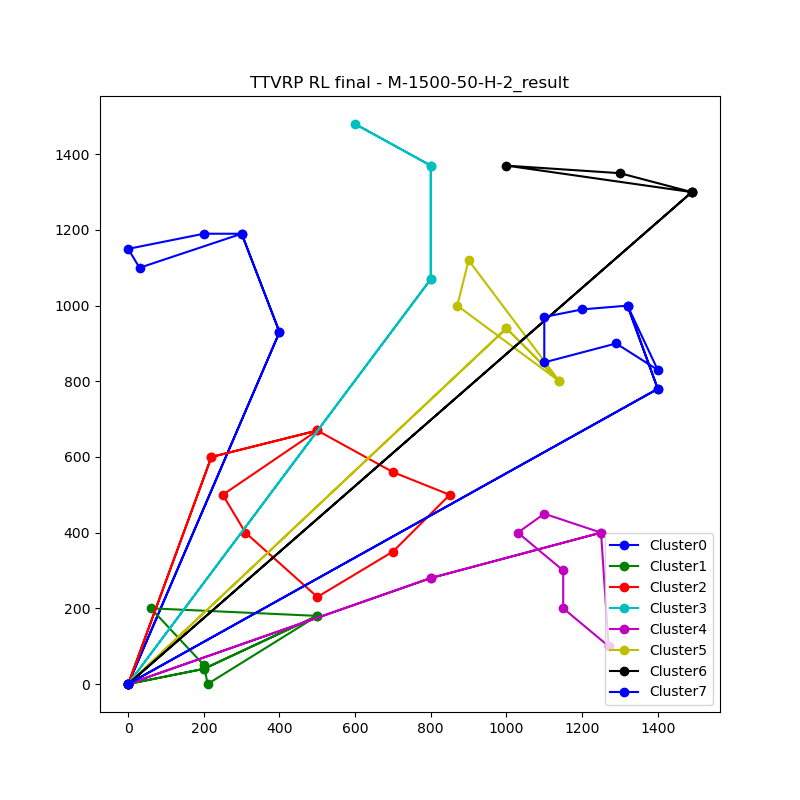 TTVRP RL final - M-1500-50-H-2_result
1400
1200
1000
800
600
400
200
0
0 200 400 600 800 1000 1200 1400
Cluster0
Cluster1
Cluster2
Cluster3
Cluster4
Cluster5
Cluster6
Cluster7